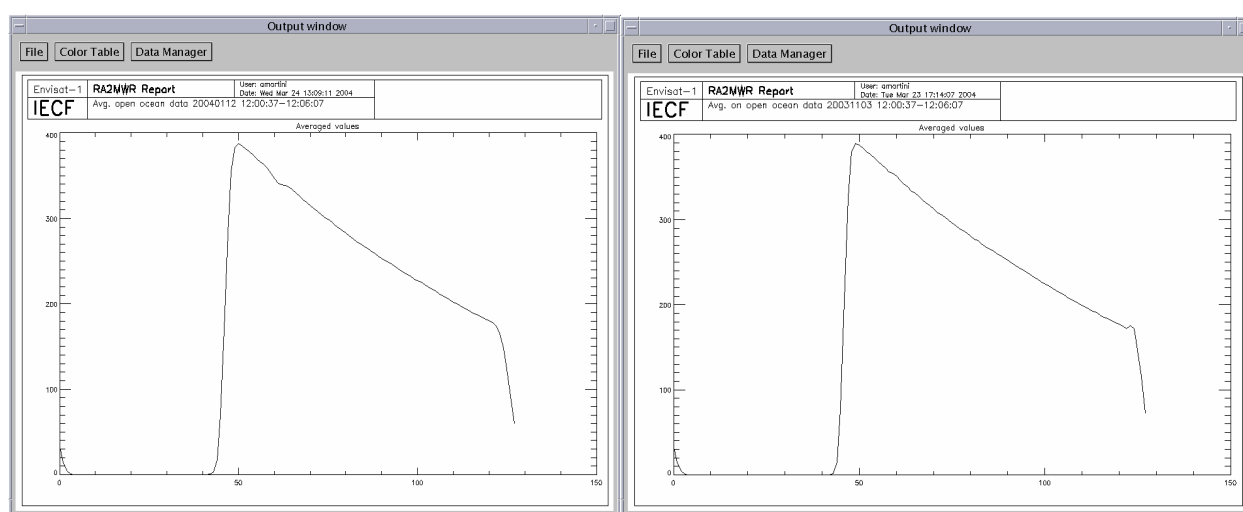 Output window
File Color Table Data Manager
Envisat-1 RA2MWR Report User: amartini
Date: Wed Mar 24 13:09:11 2004
IECF Avg. open ocean data 20040112 12:00:37-12:06:07
Averaged values
400
300
200
100
0
0 50 100 150
Output window
File Color Table Data Manager
Envisat-1 RA2MWR Report User: amartini
Date: Tue Mar 23 17:14:07 2004
IECF Avg. on open ocean data 20031103 12:00:37-12:06:07
Averaged values
400
300
200
100
0
0 50 100 150